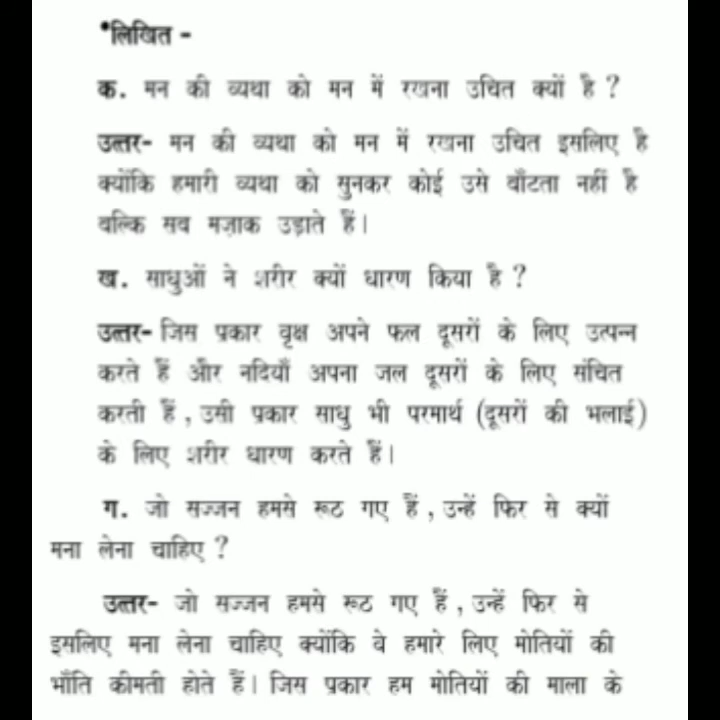 •लिखित -
क. मन की व्यथा को मन में रखना उचित क्यों है ?
उत्तर- मन की व्यथा को मन में रखना उचित इसलिए है
क्योंकि हमारी व्यथा को सुनकर कोई उसे बाँटता नहीं है
बल्कि सब मज़ाक उड़ाते हैं।
ख. साधुओं ने शरीर क्यों धारण किया है ?
उत्तर- जिस प्रकार वृक्ष अपने फल दूसरों के लिए उत्पन्न
करते हैं और नदियाँ अपना जल दूसरों के लिए संचित
करती हैं , उसी प्रकार साधु भी परमार्थ (दूसरों की भलाई)
के लिए शरीर धारण करते हैं।
ग. जो सज्जन हमसे रूठ गए हैं , उन्हें फिर से क्यों
मना लेना चाहिए ?
उत्तर- जो सज्जन हमसे रूठ गए हैं , उन्हें फिर से
इसलिए मना लेना चाहिए क्योंकि वे हमारे लिए मोतियों की
भाँति कीमती होते हैं। जिस प्रकार हम मोतियों की माला के